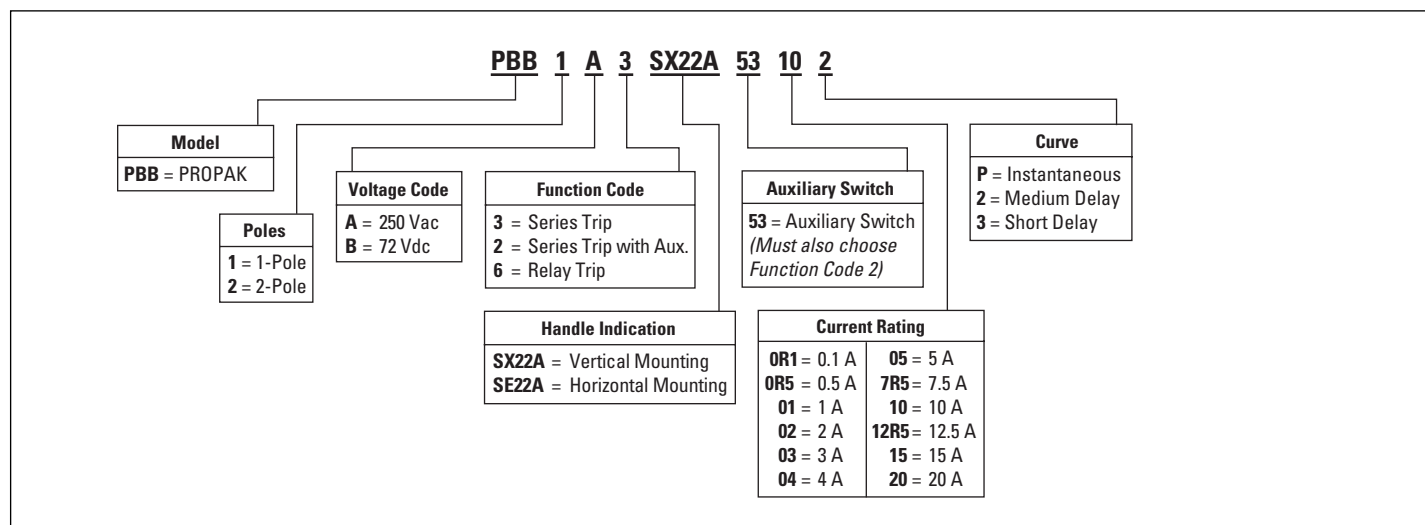 PBB 1 A 3 SX22A 53 10 2
Model
PBB = PROPAK
Poles
1 = 1-Pole
2 = 2-Pole
Voltage Code
A = 250 Vac
B = 72 Vdc
Function Code
3 = Series Trip
2 = Series Trip with Aux.
6 = Relay Trip
Handle Indication
SX22A = Vertical Mounting
SE22A = Horizontal Mounting
Auxiliary Switch
53 = Auxiliary Switch
(Must also choose
Function Code 2)
Current Rating
0R1 = 0.1 A
0R5 = 0.5 A
01 = 1 A
02 = 2 A
03 = 3 A
04 = 4 A
05 = 5 A
7R5 = 7.5 A
10 = 10 A
12R5 = 12.5 A
15 = 15 A
20 = 20 A
Curve
P = Instantaneous
2 = Medium Delay
3 = Short Delay